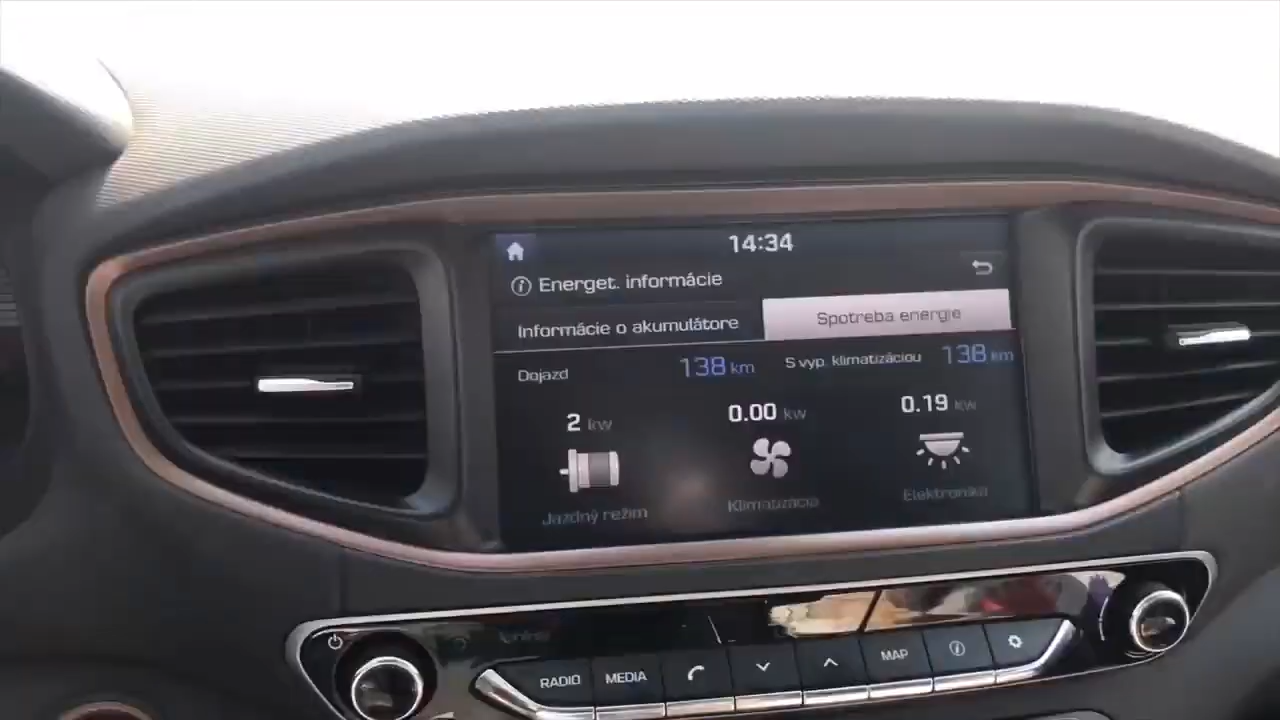 14:34
Energet. informácie
Informácie o akumulátore
Spotreba energie
Dojazd 138 km
S vyp. klimatizáciou 138 km
2 kW
0.00 kW
0.19 kW
Jazdný režim
Klimatizácia
Elektronika
RADIO
MEDIA
MAP